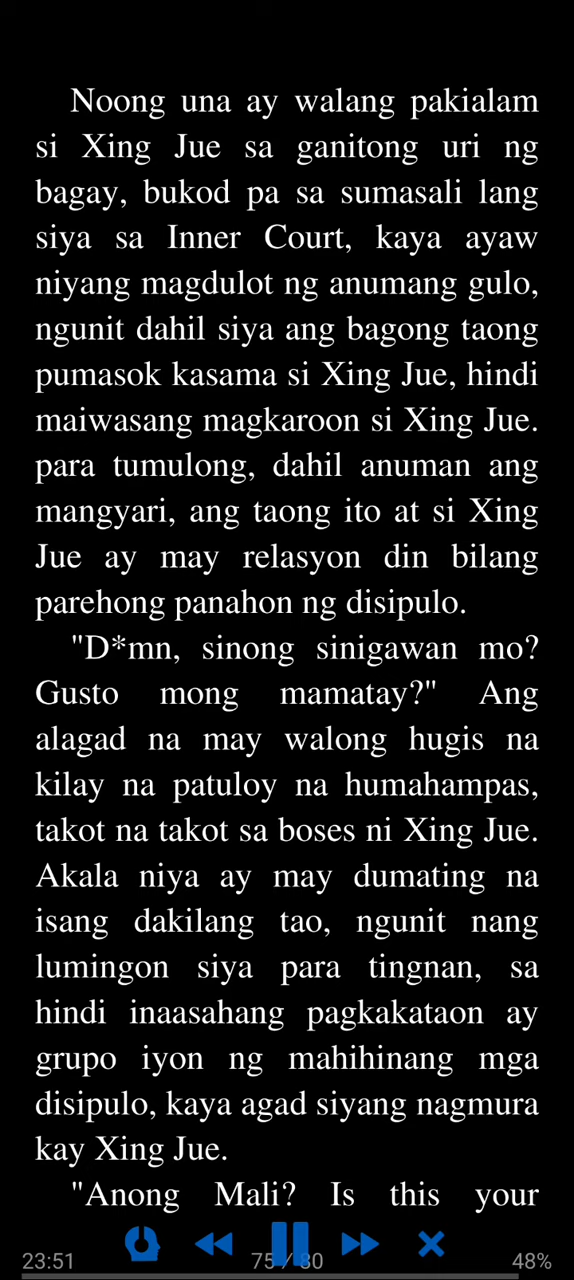 Noong una ay walang pakialam
si Xing Jue sa ganitong uri ng
bagay, bukod pa sa sumasali lang
siya sa Inner Court, kaya ayaw
niyang magdulot ng anumang gulo,
ngunit dahil siya ang bagong taong
pumasok kasama si Xing Jue, hindi
maiwasang magkaroon si Xing Jue.
para tumulong, dahil anuman ang
mangyari, ang taong ito at si Xing
Jue ay may relasyon din bilang
parehong panahon ng disipulo.
"D*mn, sinong sinigawan mo?
Gusto mong mamatay?" Ang
alagad na may walong hugis na
kilay na patuloy na humahampas,
takot na takot sa boses ni Xing Jue.
Akala niya ay may dumating na
isang dakilang tao, ngunit nang
lumingon siya para tingnan, sa
hindi inaasahang pagkakataon ay
grupo iyon ng mahihinang mga
disipulo, kaya agad siyang nagmura
kay Xing Jue.
"Anong Mali? Is this your
23:51 75 / 80 48%